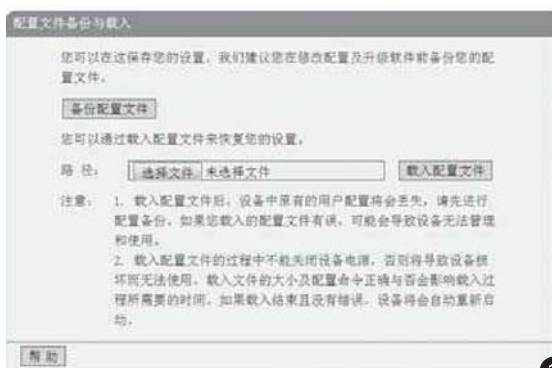 配置文件备份与载入
您可以在这保存您的设置。我们建议您在修改配置及升级软件前备份您的配
置文件。
备份配置文件
您可以通过载入配置文件来恢复您的设置。
路 径： 选择文件 未选择文件 载入配置文件
注意： 1. 载入配置文件后，设备中原有的用户配置将会丢失，请先进行
配置备份。如果您载入的配置文件有误，可能会导致设备无法管理
和使用。
2. 载入配置文件的过程中不能关闭设备电源，否则将导致设备损
坏而无法使用。载入文件的大小及配置命令正确与否会影响载入过
程所需要的时间。如果载入结束且没有错误，设备将会自动重新启
动。
帮 助